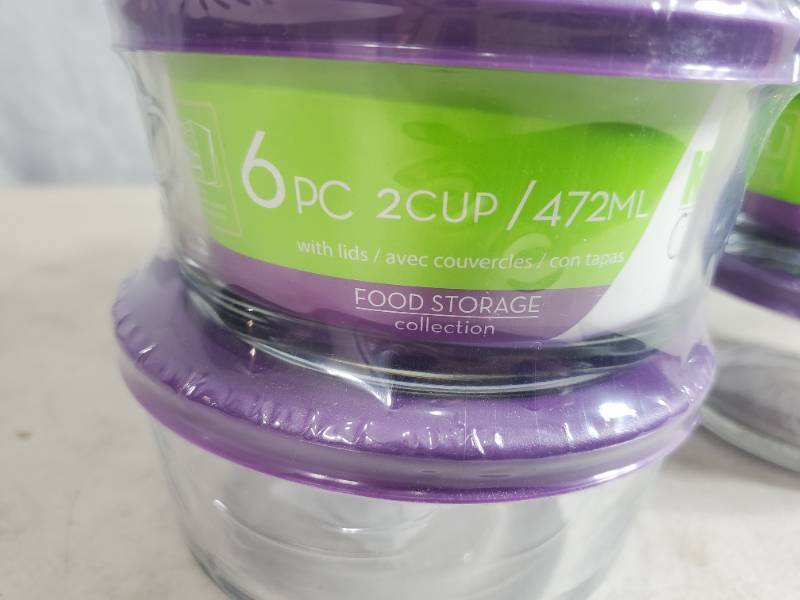 6PC 2CUP / 472ML
with lids / avec couvercles / con tapas
FOOD STORAGE
collection